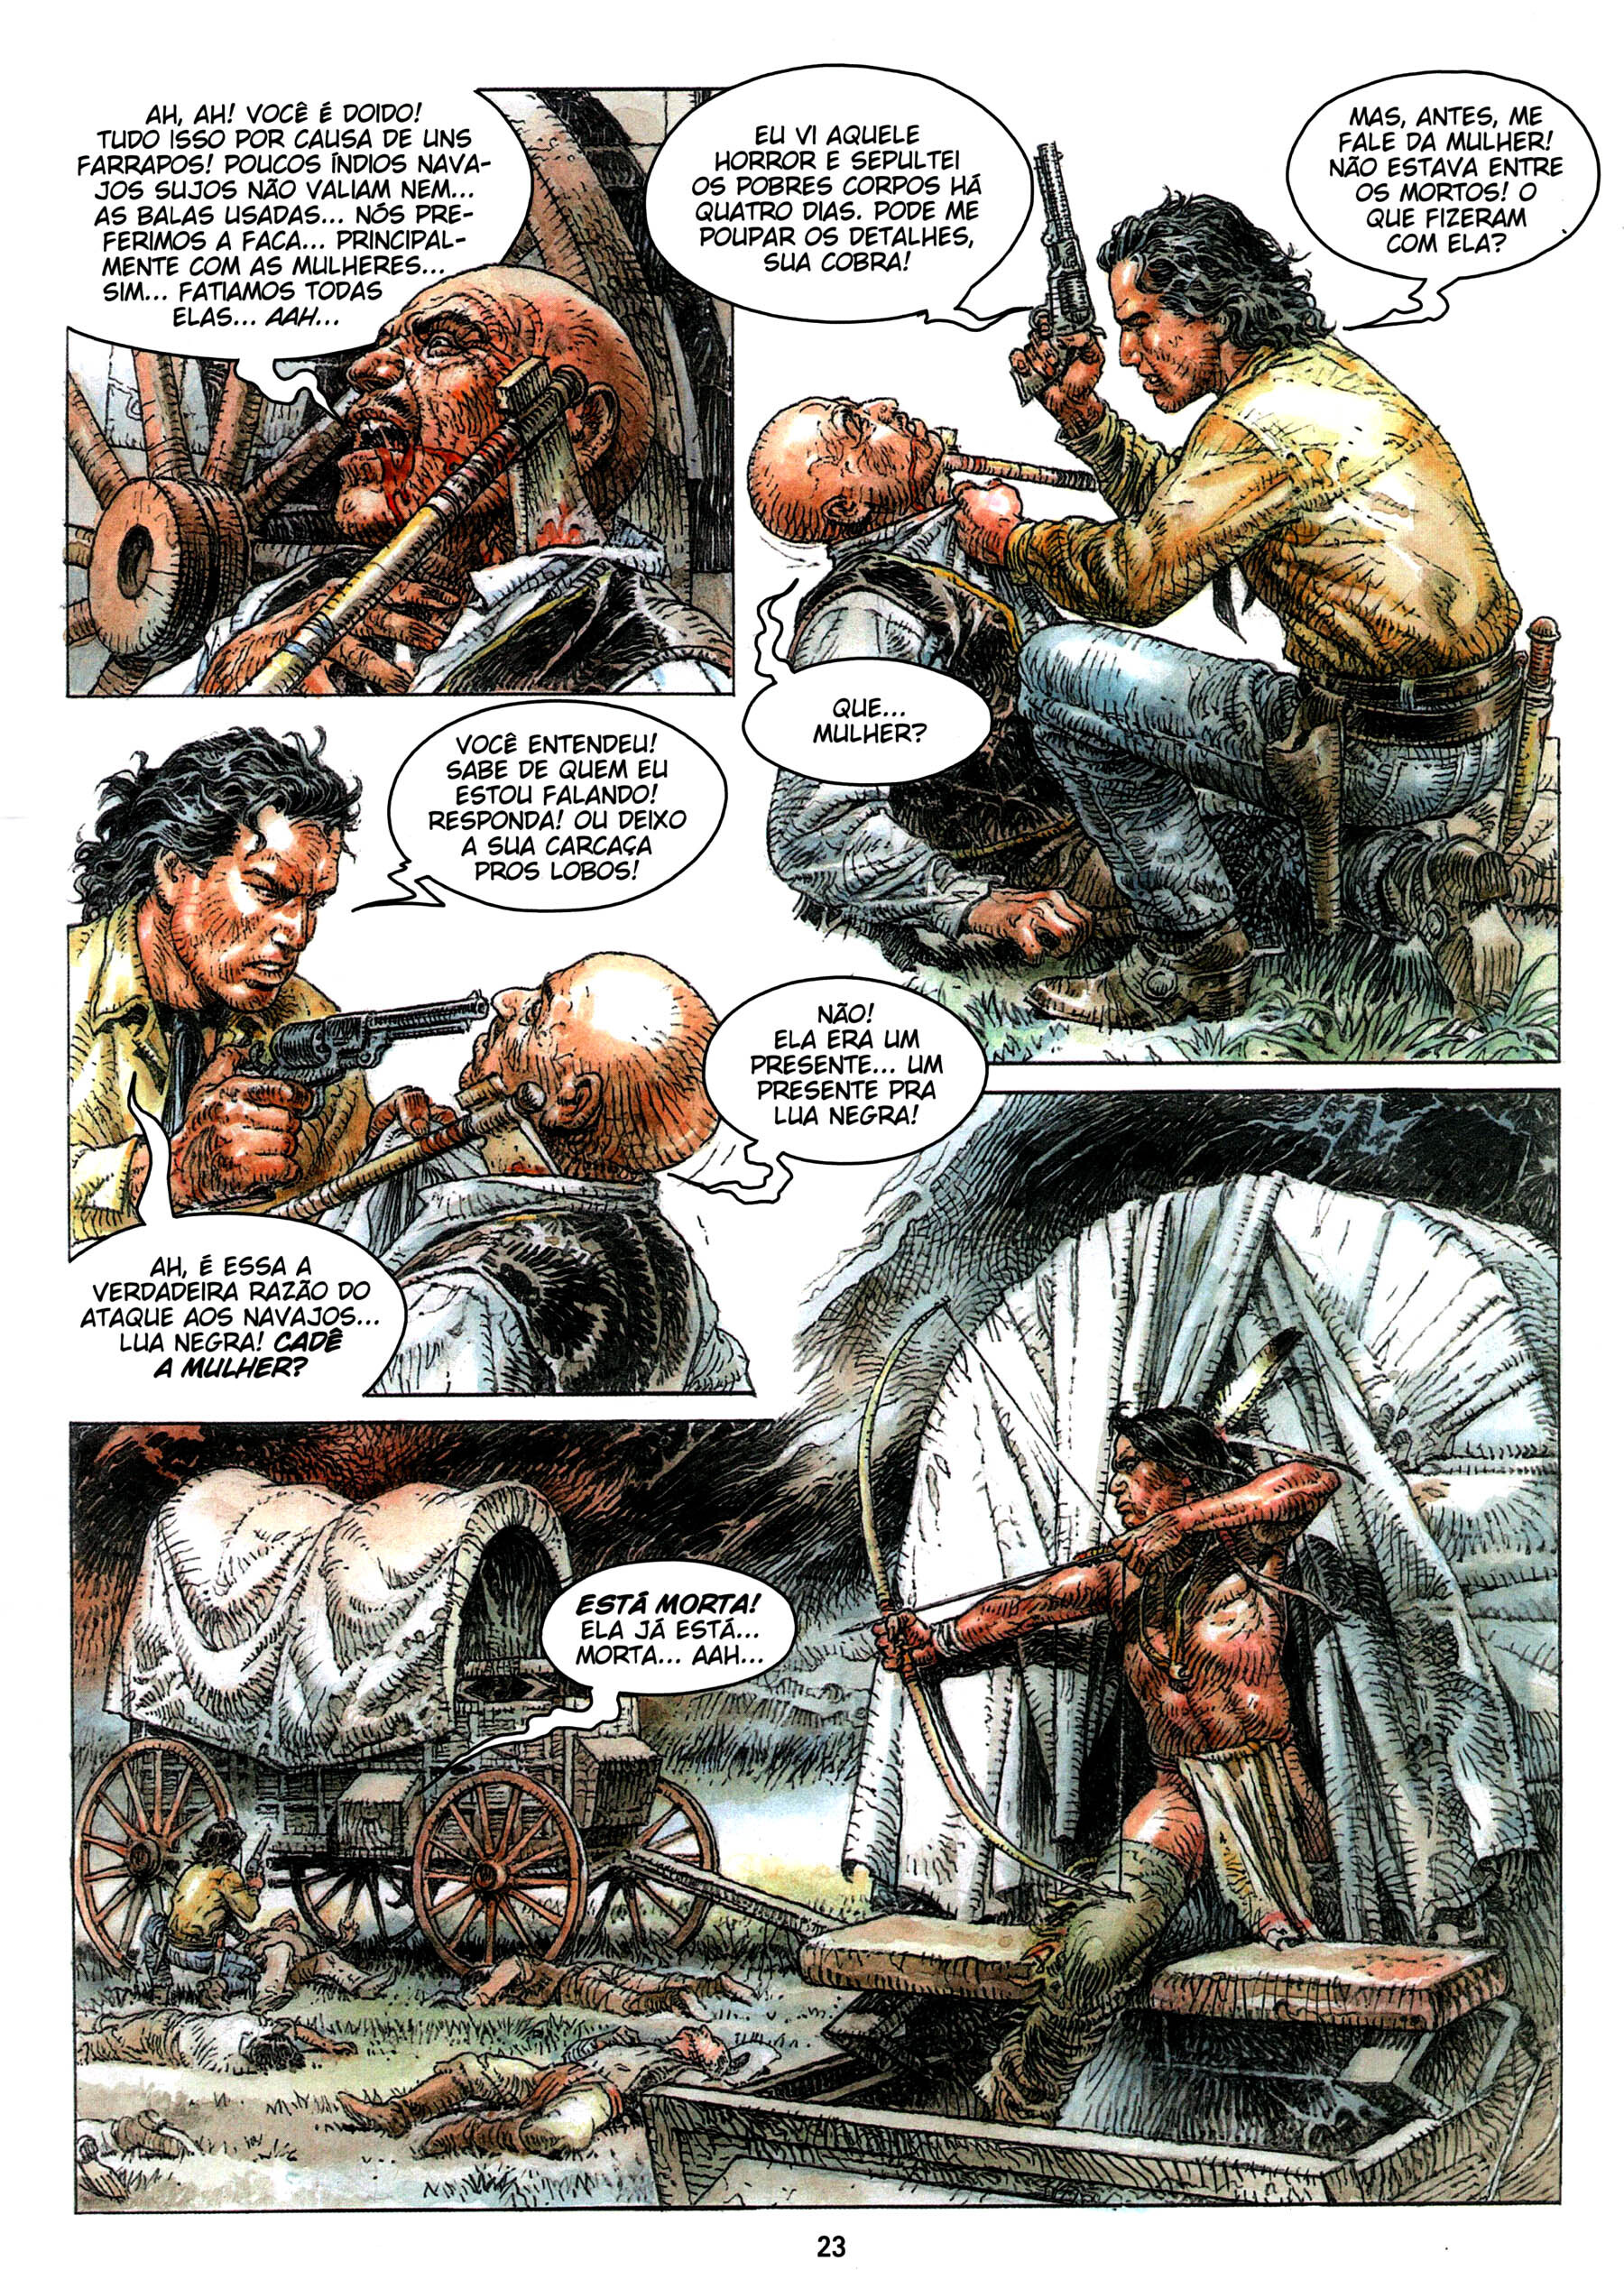 AH, AH! VOCÊ É DOIDO!
TUDO ISSO POR CAUSA DE UNS
FARRAPOS! POUCOS ÍNDIOS NAVA-
JOS SUJOS NÃO VALIAM NEM...
AS BALAS USADAS... NÓS PRE-
FERIMOS A FACA... PRINCIPAL-
MENTE COM AS MULHERES...
SIM... FATIAMOS TODAS
ELAS... AAH...
EU VI AQUELE
HORROR E SEPULTEI
OS POBRES CORPOS HÁ
QUATRO DIAS. PODE ME
POUPAR OS DETALHES,
SUA COBRA!
MAS, ANTES, ME
FALE DA MULHER!
NÃO ESTAVA ENTRE
OS MORTOS! O
QUE FIZERAM
COM ELA?
QUE...
MULHER?
VOCÊ ENTENDEU!
SABE DE QUEM EU
ESTOU FALANDO!
RESPONDA! OU DEIXO
A SUA CARCAÇA
PROS LOBOS!
NÃO!
ELA ERA UM
PRESENTE... UM
PRESENTE PRA
LUA NEGRA!
AH, É ESSA A
VERDADEIRA RAZÃO DO
ATAQUE AOS NAVAJOS...
LUA NEGRA! CADÊ
A MULHER?
ESTÁ MORTA!
ELA JÁ ESTÁ...
MORTA... AAH...
23